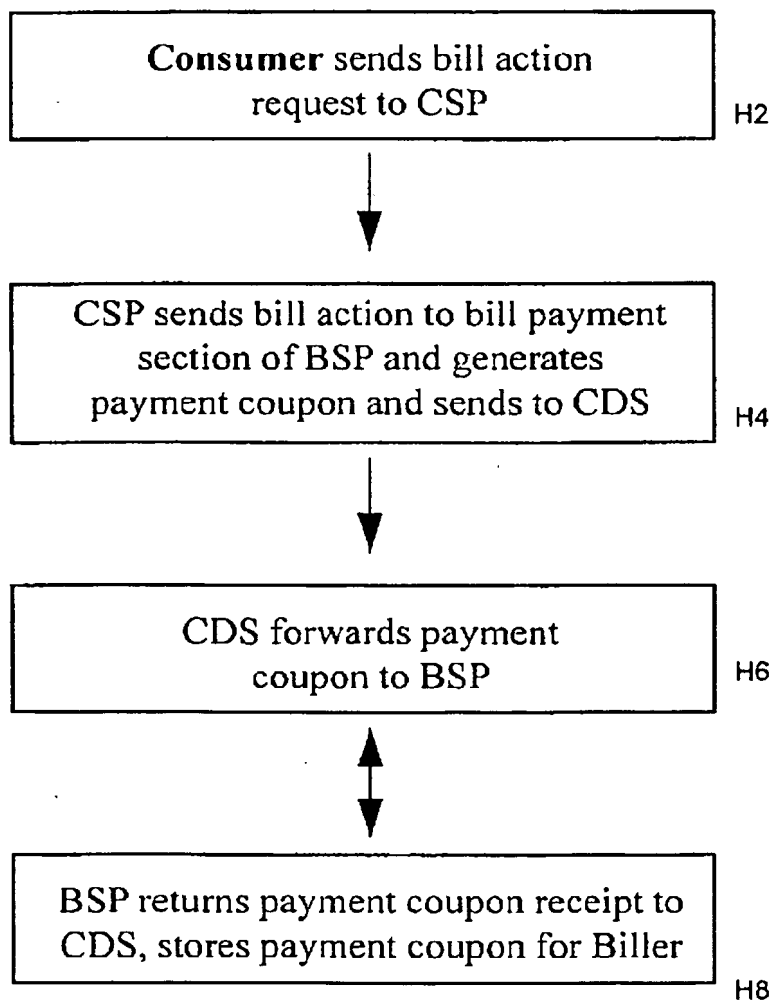 Consumer sends bill action
request to CSP
H2
CSP sends bill action to bill payment
section of BSP and generates
payment coupon and sends to CDS
H4
CDS forwards payment
coupon to BSP
H6
BSP returns payment coupon receipt to
CDS, stores payment coupon for Biller
H8